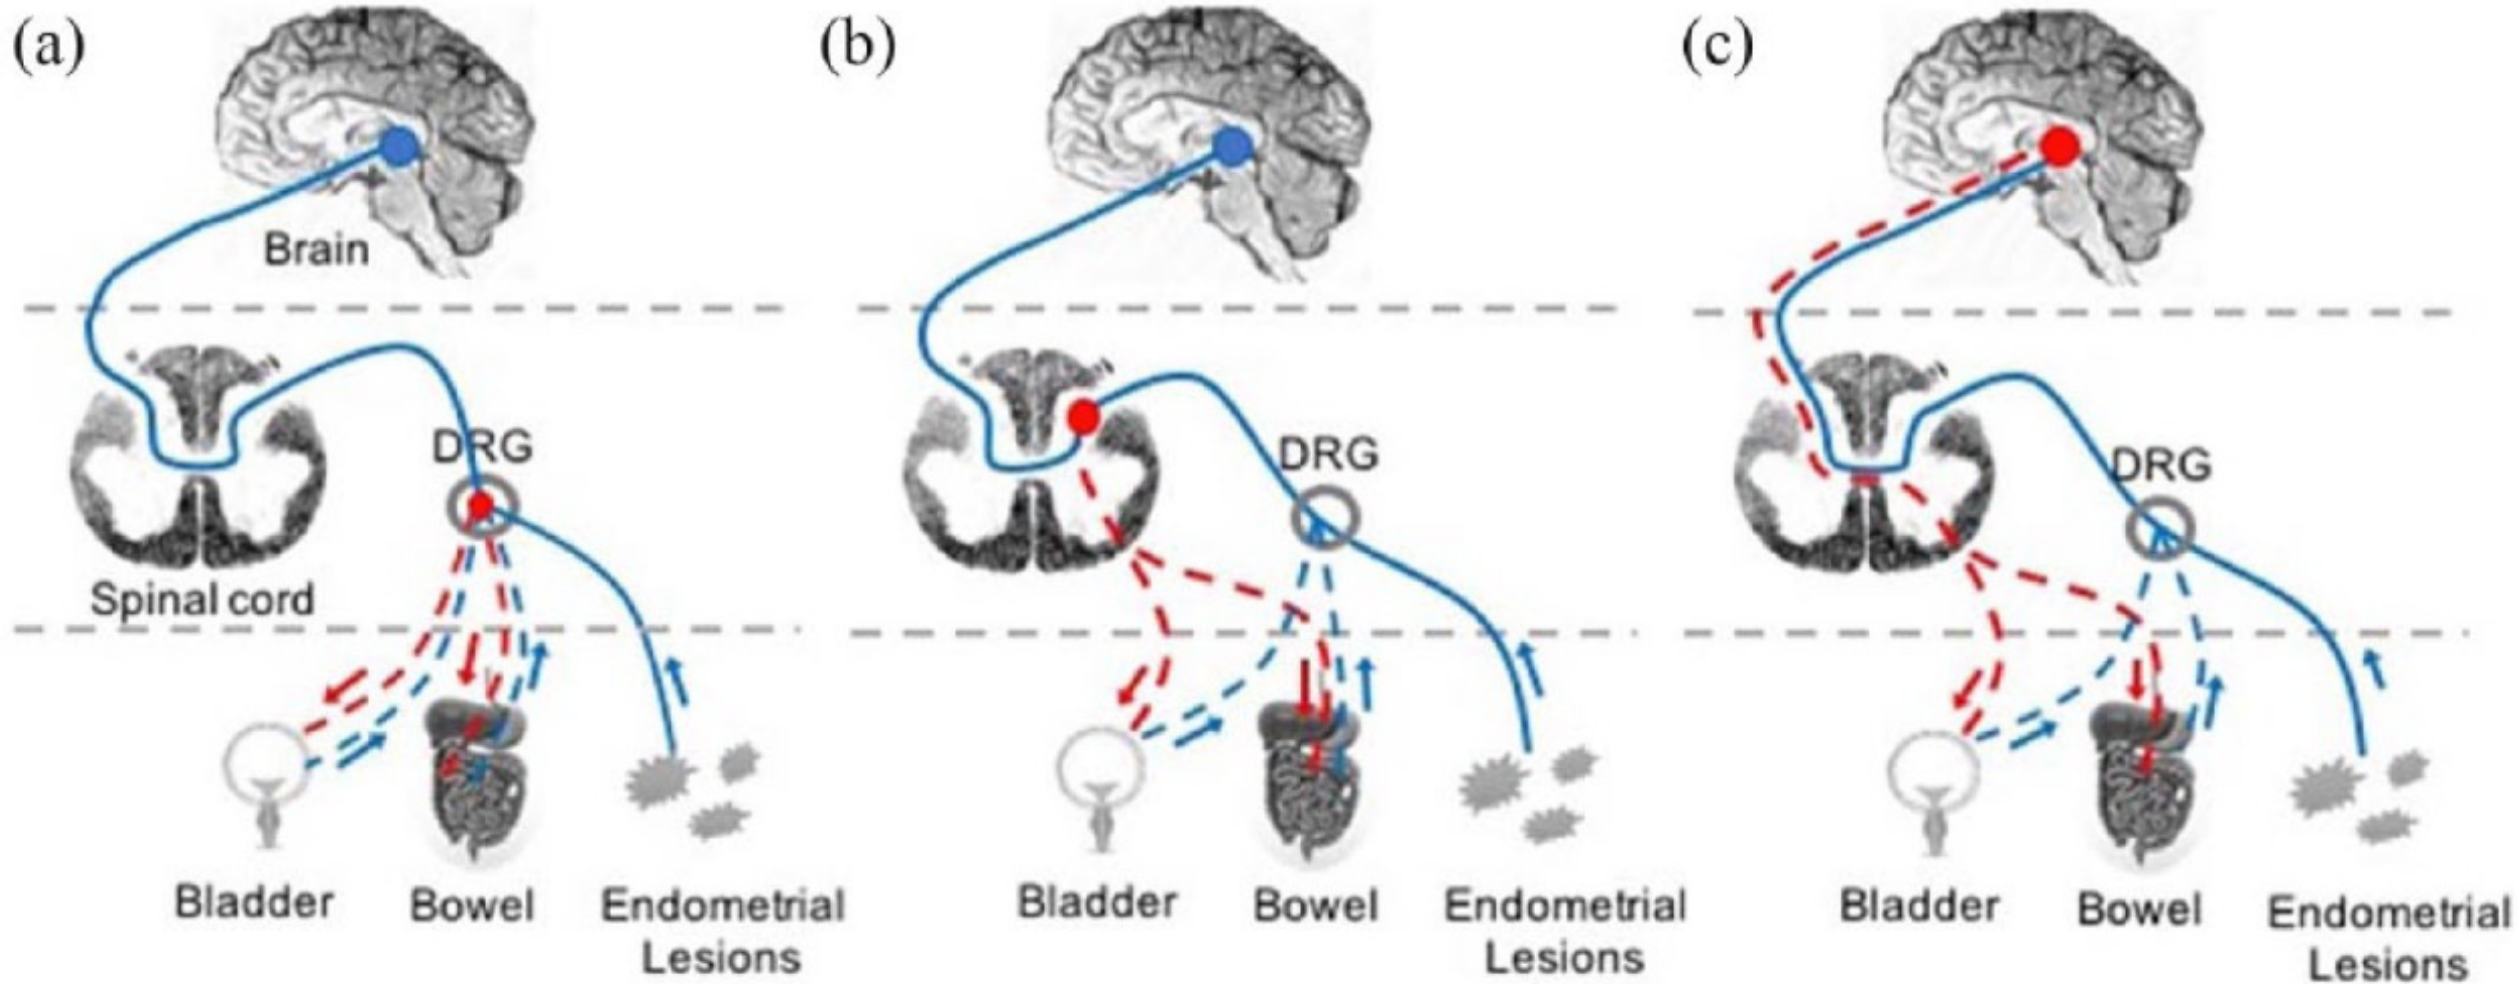 (a)
(b)
(c)
Brain
DRG
DRG
DRG
Spinal cord
Bladder
Bowel
Endometrial
Lesions
Bladder
Bowel
Endometrial
Lesions
Bladder
Bowel
Endometrial
Lesions